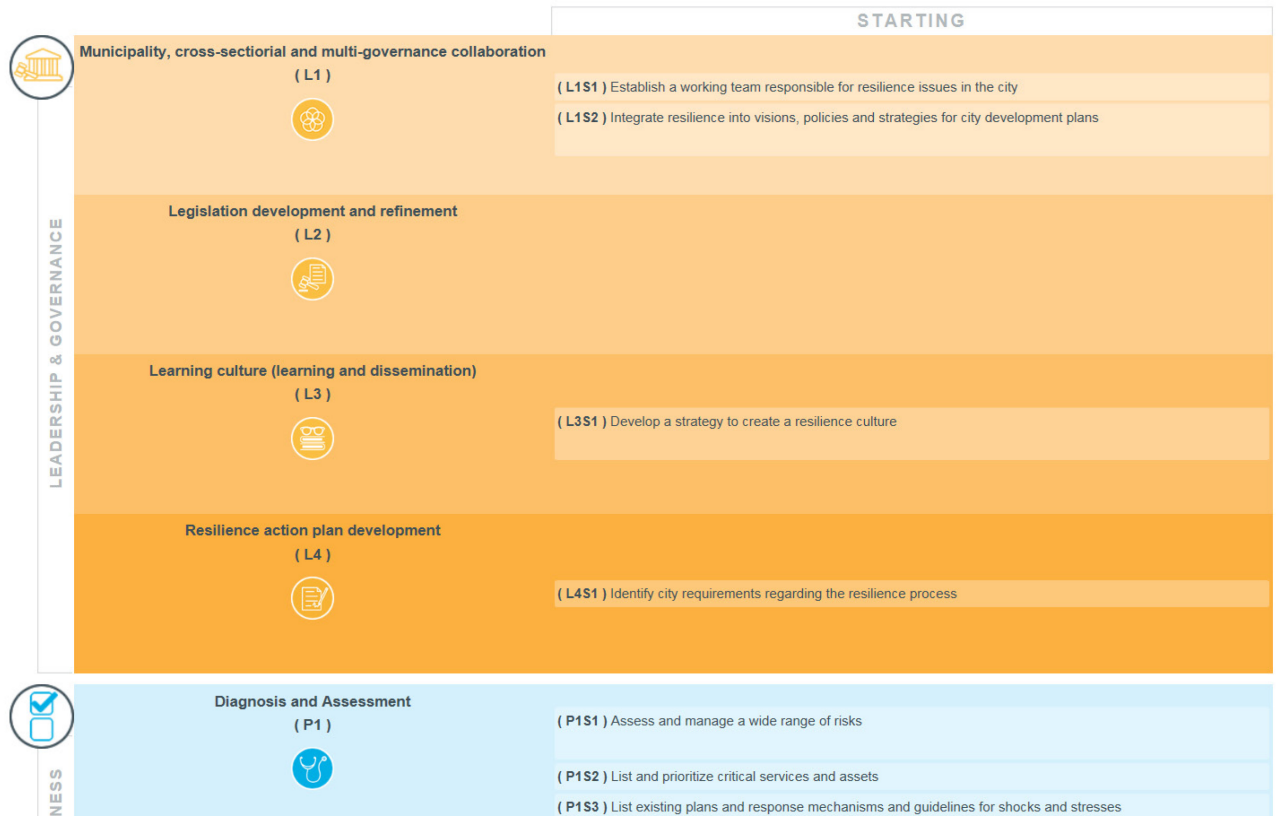 STARTING
Municipality, cross-sectiorial and multi-governance collaboration
( L1 )
( L1S1 ) Establish a working team responsible for resilience issues in the city
( L1S2 ) Integrate resilience into visions, policies and strategies for city development plans
LEADERSHIP & GOVERNANCE
Legislation development and refinement
( L2 )
Learning culture (learning and dissemination)
( L3 )
( L3S1 ) Develop a strategy to create a resilience culture
Resilience action plan development
( L4 )
( L4S1 ) Identify city requirements regarding the resilience process
Diagnosis and Assessment
( P1 )
( P1S1 ) Assess and manage a wide range of risks
( P1S2 ) List and prioritize critical services and assets
( P1S3 ) List existing plans and response mechanisms and guidelines for shocks and stresses
NESS